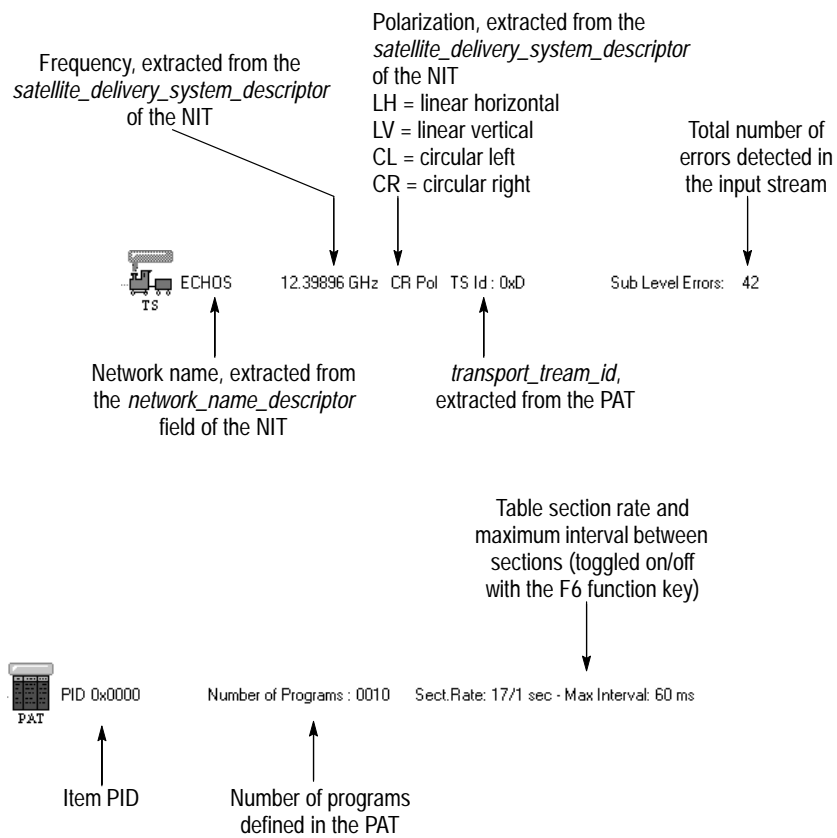 Frequency, extracted from the
satellite_delivery_system_descriptor
of the NIT
Polarization, extracted from the
satellite_delivery_system_descriptor
of the NIT
LH = linear horizontal
LV = linear vertical
CL = circular left
CR = circular right
Total number of
errors detected in
the input stream
TS
ECHOS 12.39896 GHz CR Pol TS Id : 0xD Sub Level Errors: 42
Network name, extracted from
the network_name_descriptor
field of the NIT
transport_tream_id,
extracted from the PAT
Table section rate and
maximum interval between
sections (toggled on/off
with the F6 function key)
PAT
PID 0x0000 Number of Programs : 0010 Sect.Rate: 17/1 sec - Max Interval: 60 ms
Item PID
Number of programs
defined in the PAT